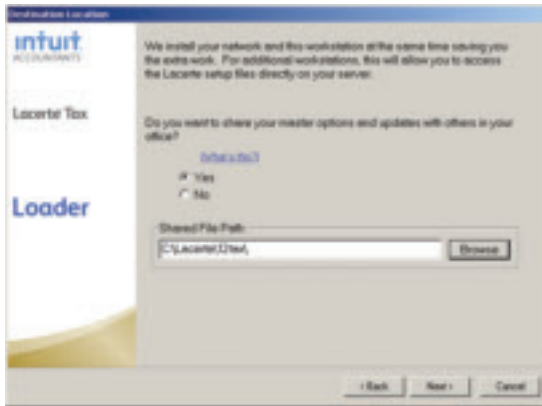 Destination Location
intuit
ACCOUNTANTS
We install your network and this workstation at the same time saving you
the extra work. For additional workstations, this will allow you to access
the Lacerte setup files directly on your server.
Lacerte Tax
Do you want to share your master options and updates with others in your
office?
(What's this?)
Yes
No
Loader
Shared File Path
Browse
< Back
Next >
Cancel